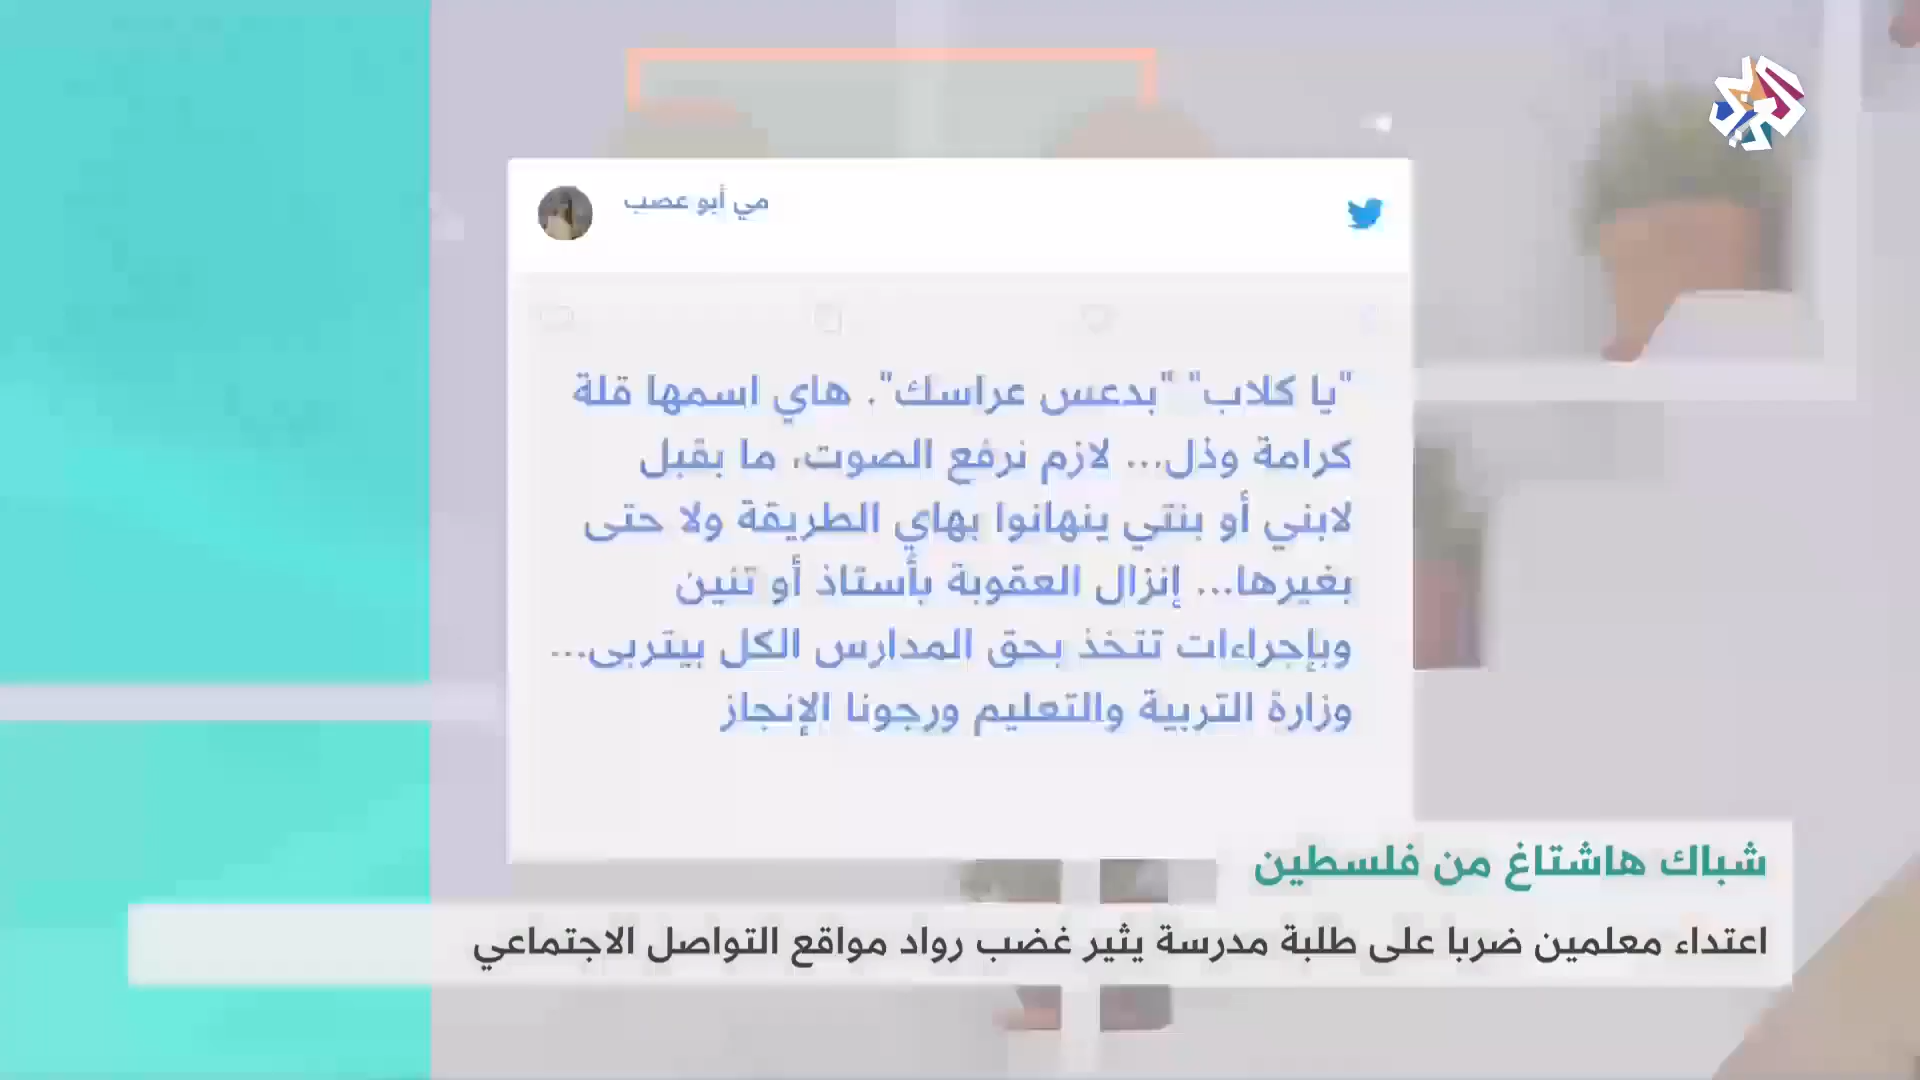 مي أبو عصب
"يا كلاب" "بدعس عراسك". هاي اسمها قلة
كرامة وذل... لازم نرفع الصوت، ما بقبل
لابني أو بنتي ينهانوا بهاي الطريقة ولا حتى
بغيرها... إنزال العقوبة بأستاذ أو تنين
وبإجراءات تتخذ بحق المدارس الكل بيتربى...
وزارة التربية والتعليم ورجونا الإنجاز
شباك هاشتاغ من فلسطين
اعتداء معلمين ضربا على طلبة مدرسة يثير غضب رواد مواقع التواصل الاجتماعي